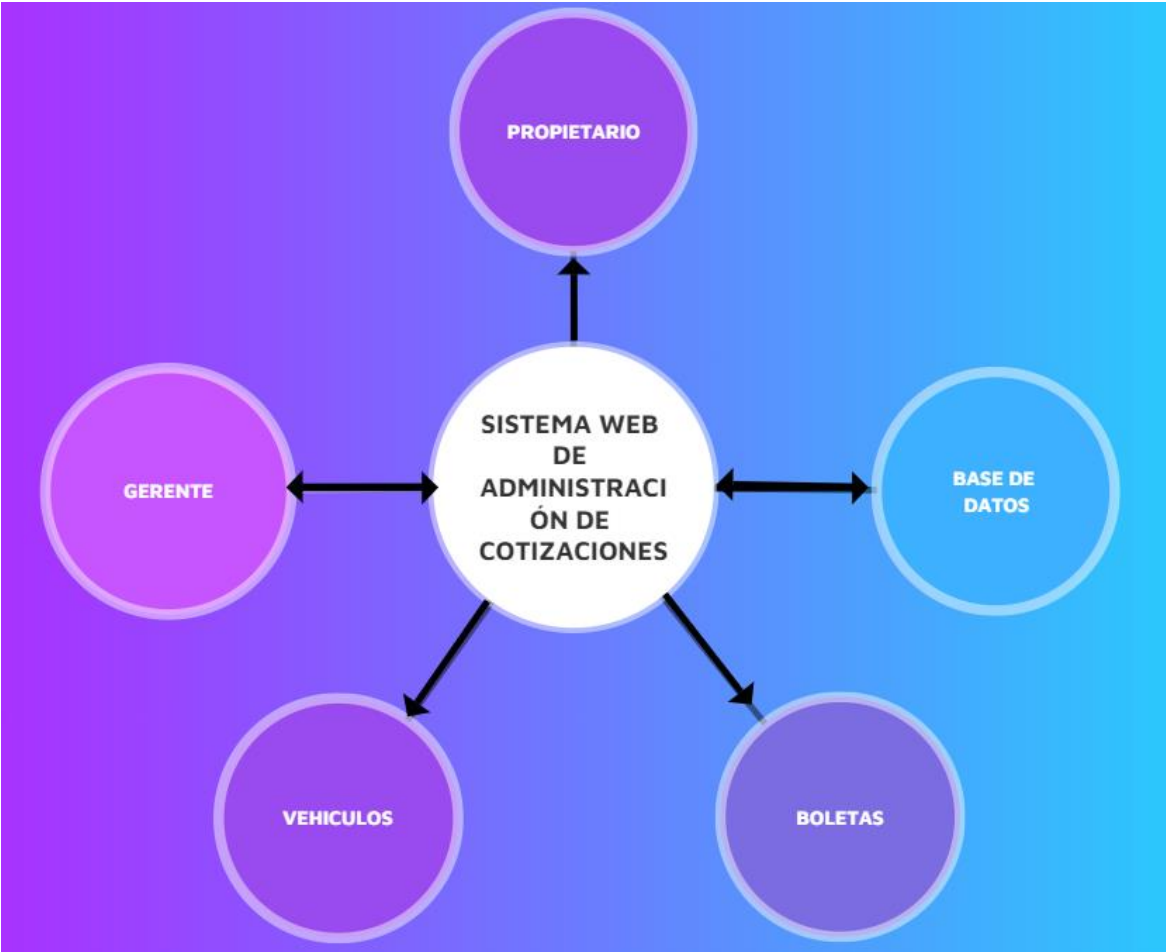 PROPIETARIO
SISTEMA WEB
DE
ADMINISTRACI
ÓN DE
COTIZACIONES
GERENTE
BASE DE
DATOS
VEHICULOS
BOLETAS